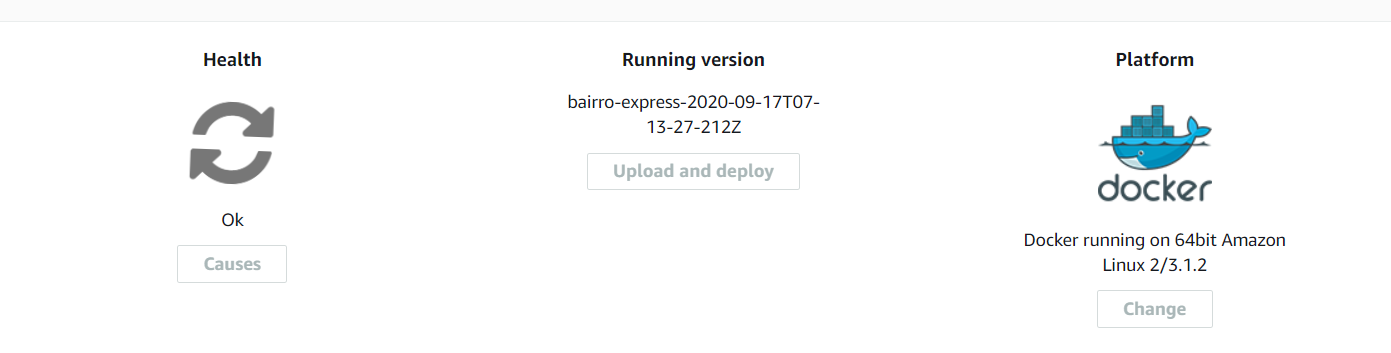 Health
Ok
Causes
Running version
bairro-express-2020-09-17T07-
13-27-212Z
Upload and deploy
Platform
docker
Docker running on 64bit Amazon
Linux 2/3.1.2
Change